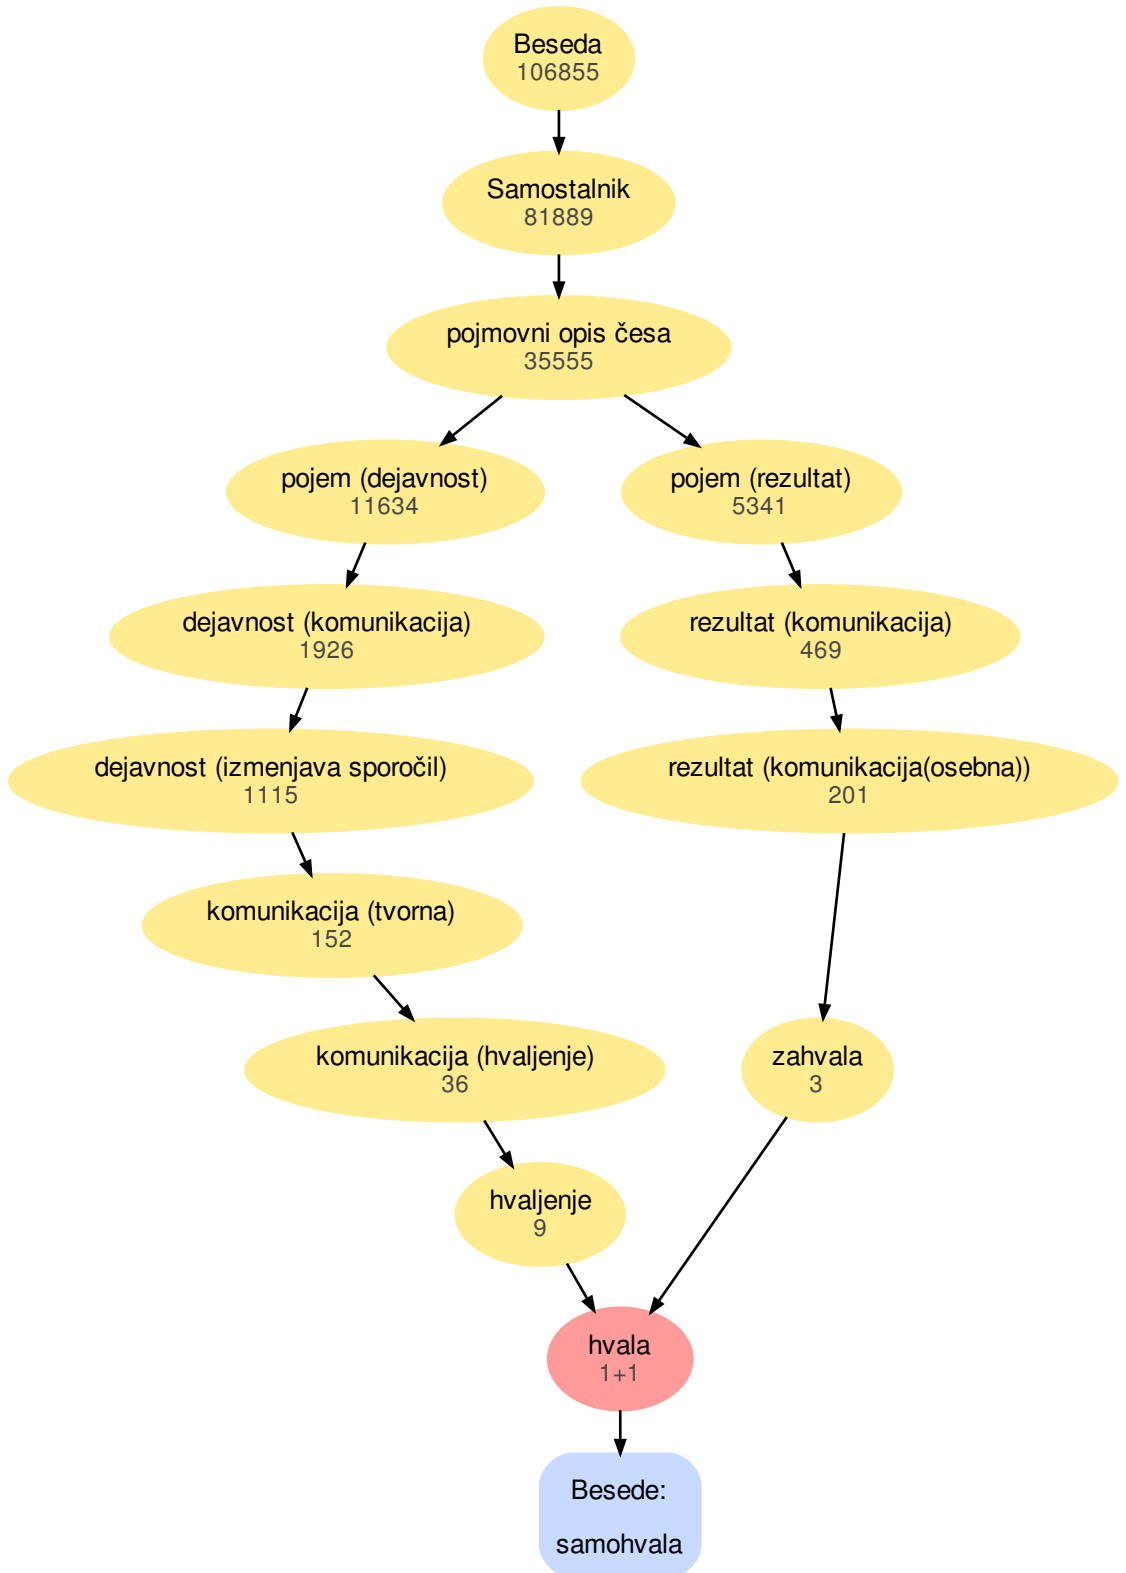 Beseda
106855
Samostalnik
81889
pojmovni opis česa
35555
pojem (dejavnost)
11634
pojem (rezultat)
5341
dejavnost (komunikacija)
1926
rezultat (komunikacija)
469
dejavnost (izmenjava sporočil)
1115
rezultat (komunikacija(osebna))
201
komunikacija (tvorna)
152
komunikacija (hvaljenje)
36
zahvala
3
hvaljenje
9
hvala
1+1
Besede:
samohvala